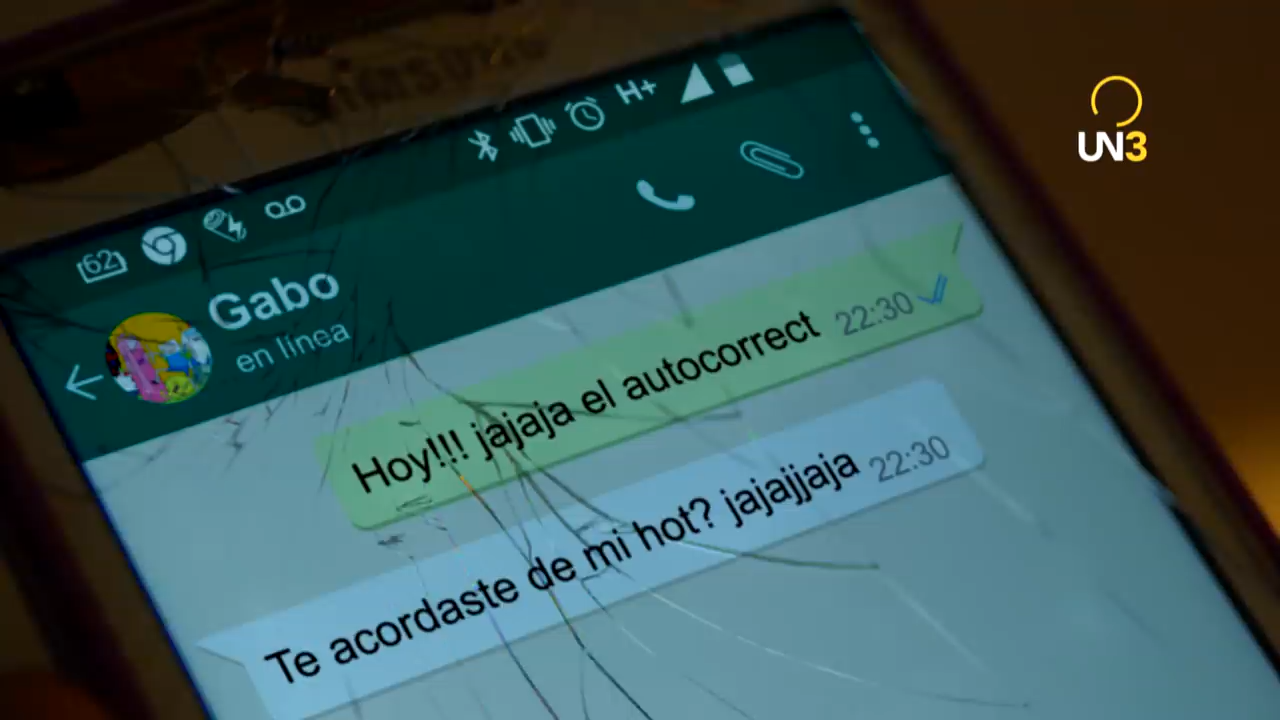 UN3
H+
62
Gabo
en línea
Hoy!!! jajaja el autocorrect 22:30
Te acordaste de mi hot? jajajjaja 22:30